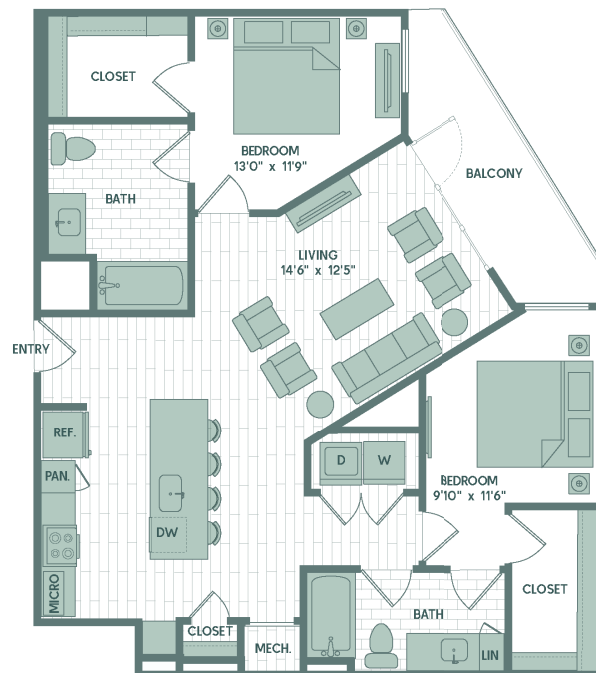 CLOSET
BEDROOM
13'0" x 11'9"
BALCONY
BATH
LIVING
14'6" x 12'5"
ENTRY
REF.
PAN.
D
W
BEDROOM
9'10" x 11'6"
DW
MICRO
CLOSET
BATH
CLOSET
MECH.
LIN